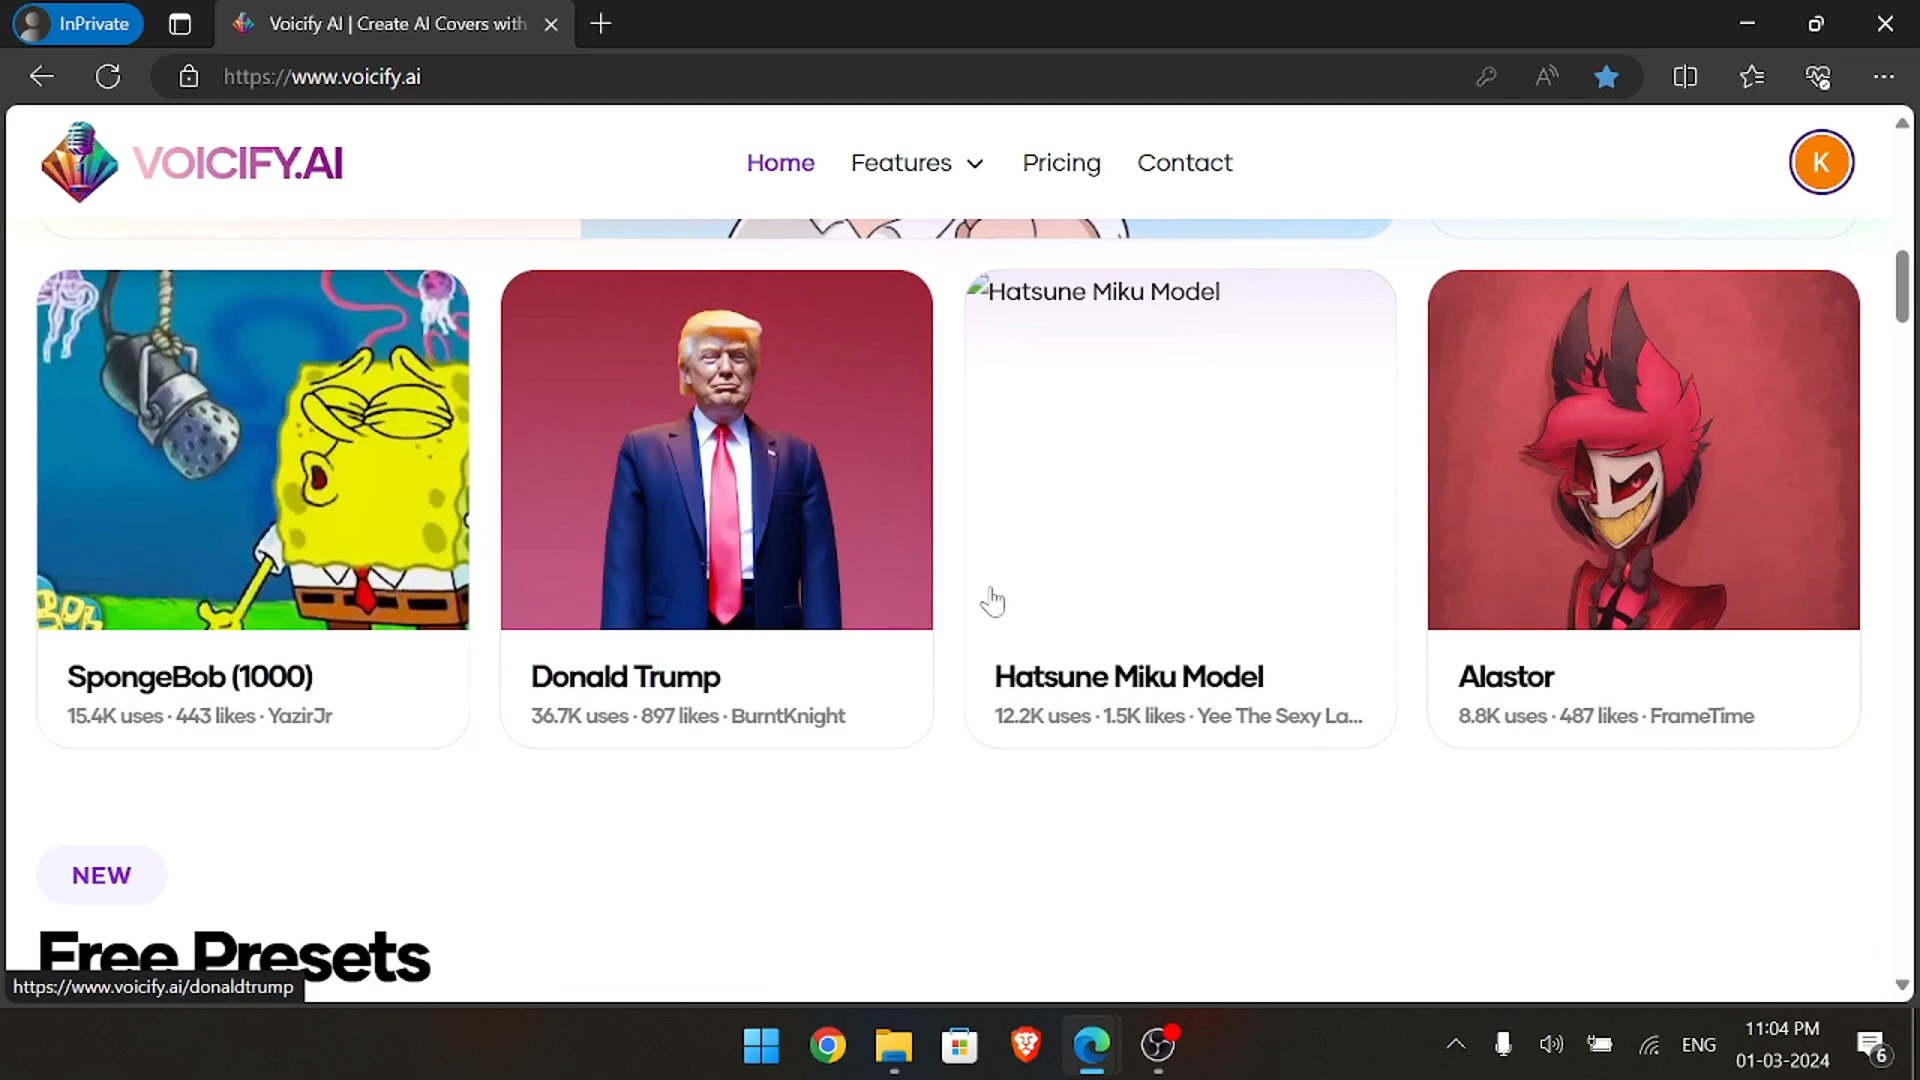 InPrivate
Voicify AI | Create AI Covers with
https://www.voicify.ai
VOICIFY.AI
Home
Features
Pricing
Contact
K
Hatsune Miku Model
SpongeBob (1000)
15.4K uses · 443 likes · YazirJr
Donald Trump
36.7K uses · 897 likes · BurntKnight
Hatsune Miku Model
12.2K uses · 1.5K likes · Yee The Sexy La...
Alastor
8.8K uses · 487 likes · FrameTime
NEW
Free Presets
https://www.voicify.ai/donaldtrump
ENG
11:04 PM
01-03-2024
6